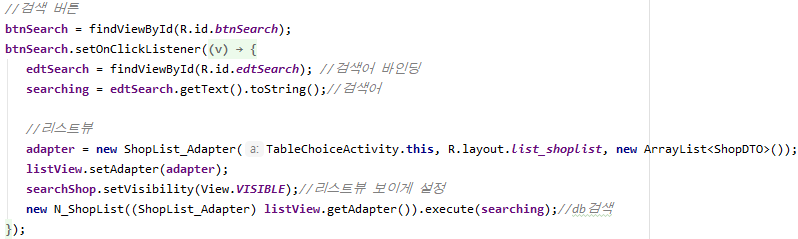 //검색 버튼
btnSearch = findViewById(R.id.btnSearch);
btnSearch.setOnClickListener((v) → {
edtSearch = findViewById(R.id.edtSearch); //검색어 바인딩
searching = edtSearch.getText().toString();//검색어
//리스트뷰
adapter = new ShopList_Adapter( a: TableChoiceActivity.this, R.layout.list_shoplist, new ArrayList<ShopDTO>());
listView.setAdapter(adapter);
searchShop.setVisibility(View.VISIBLE);//리스트뷰 보이게 설정
new N_ShopList((ShopList_Adapter) listView.getAdapter()).execute(searching);//db검색
});